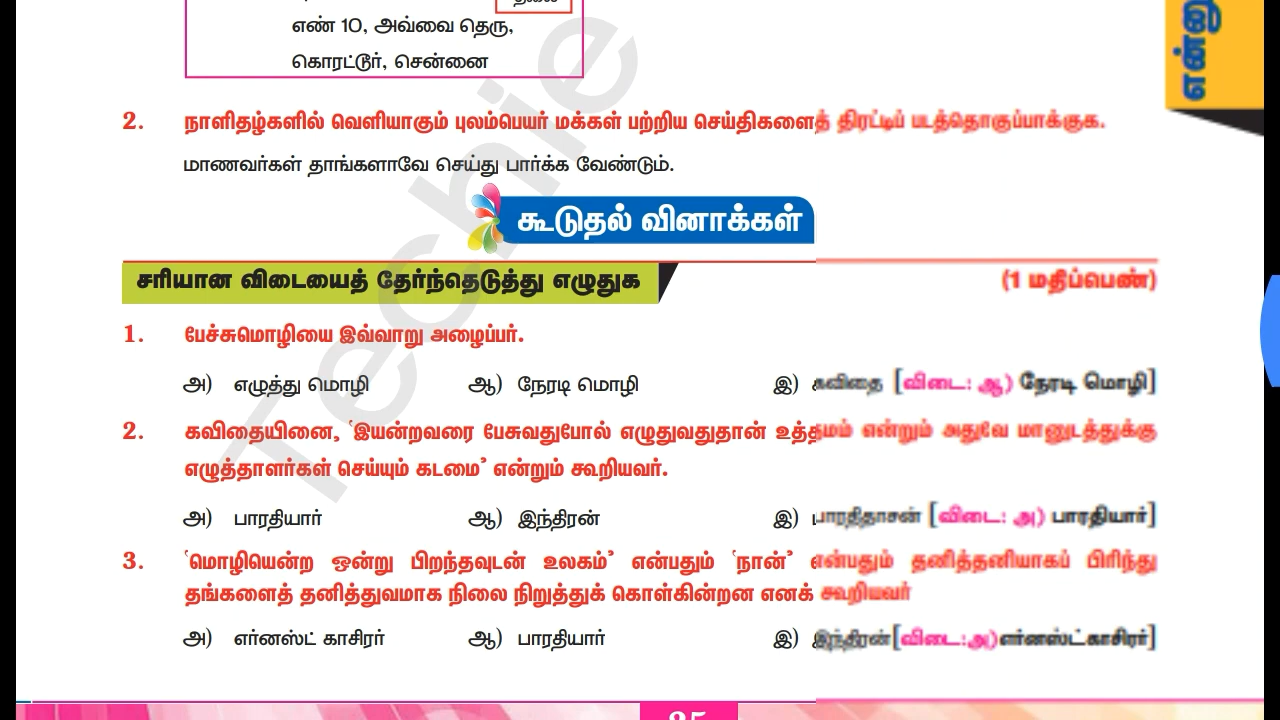 எண் 10, அவ்வை தெரு,
கொரட்டூர், சென்னை
என்னு
2. நாளிதழ்களில் வெளியாகும் புலம்பெயர் மக்கள் பற்றிய செய்திகளைத் திரட்டிப் படத்தொகுப்பாக்குக.
மாணவர்கள் தாங்களாவே செய்து பார்க்க வேண்டும்.
கூடுதல் வினாக்கள்
சரியான விடையைத் தேர்ந்தெடுத்து எழுதுக (1 மதிப்பெண்)
1. பேச்சுமொழியை இவ்வாறு அழைப்பர்.
அ) எழுத்து மொழி ஆ) நேரடி மொழி இ) கவிதை [விடை: ஆ) நேரடி மொழி]
2. கவிதையினை, 'இயன்றவரை பேசுவதுபோல் எழுதுவதுதான் உத்தமம் என்றும் அதுவே மானுடத்துக்கு
எழுத்தாளர்கள் செய்யும் கடமை' என்றும் கூறியவர்.
அ) பாரதியார் ஆ) இந்திரன் இ) பாரதிதாசன் [விடை: அ) பாரதியார்]
3. 'மொழியென்ற ஒன்று பிறந்தவுடன் உலகம்' என்பதும் 'நான்' என்பதும் தனித்தனியாகப் பிரிந்து
தங்களைத் தனித்துவமாக நிலை நிறுத்துக் கொள்கின்றன எனக் கூறியவர்
அ) எர்னஸ்ட் காசிரர் ஆ) பாரதியார் இ) இந்திரன் [விடை:அ)எர்னஸ்ட்காசிரர்]
Techie